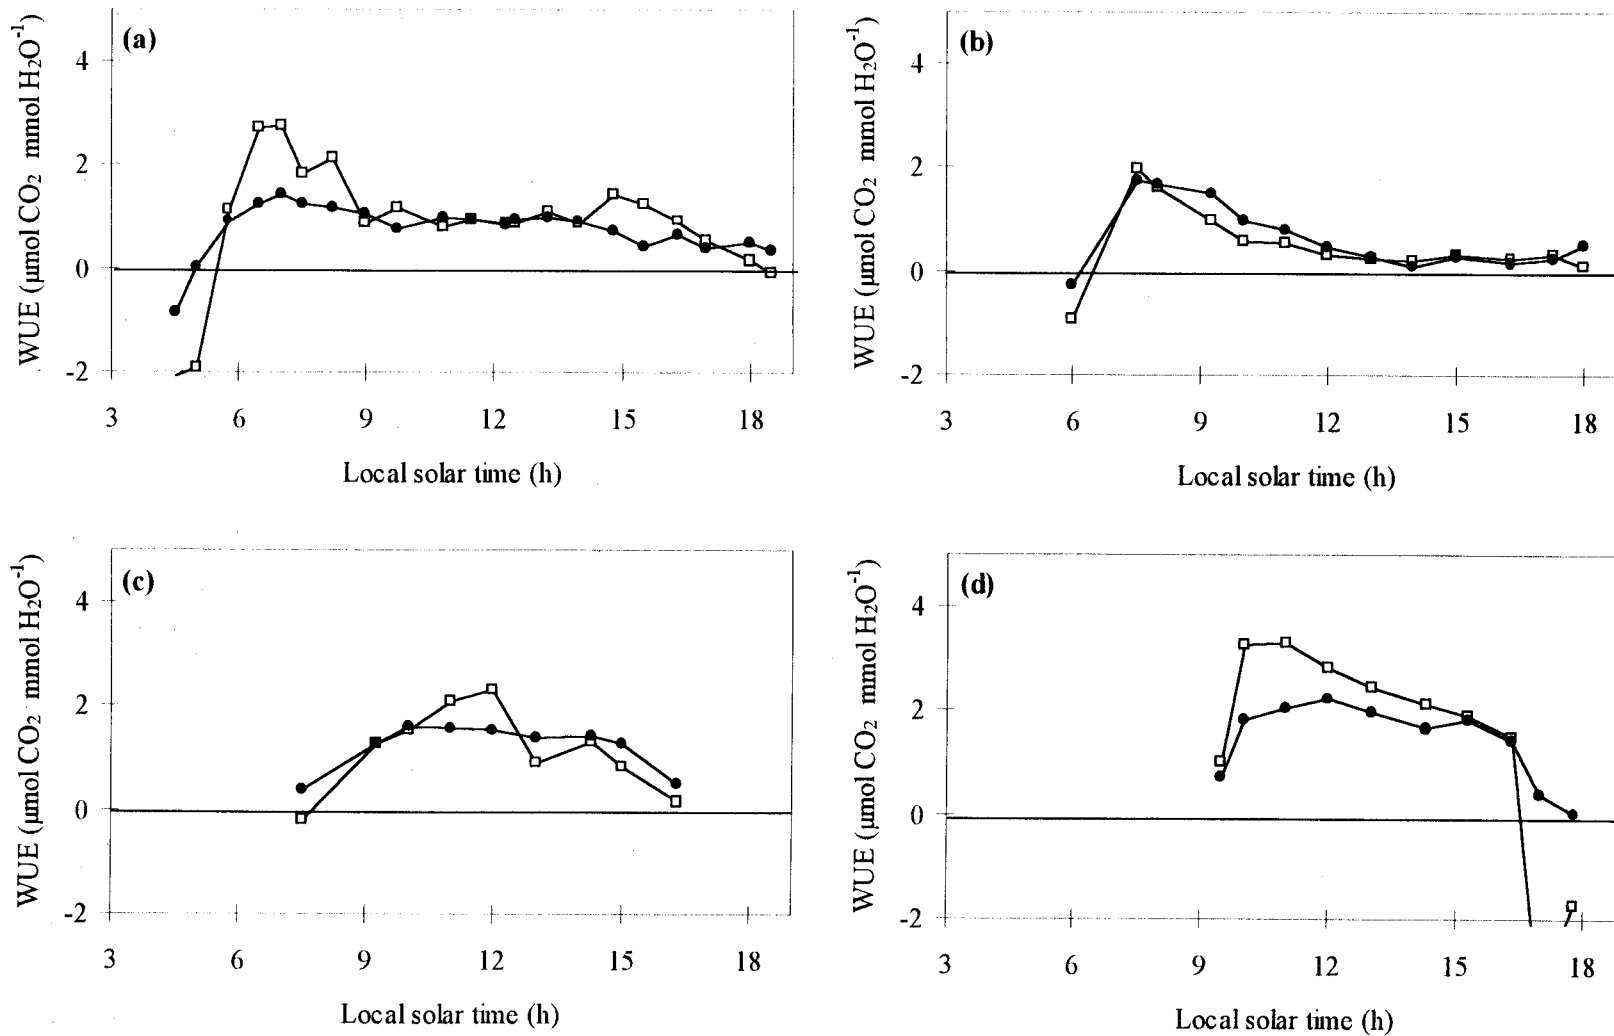 (a)
WUE (µmol CO₂ mmol H₂O⁻¹)
4
2
0
-2
3 6 9 12 15 18
Local solar time (h)
(b)
WUE (µmol CO₂ mmol H₂O⁻¹)
4
2
0
-2
3 6 9 12 15 18
Local solar time (h)
(c)
WUE (µmol CO₂ mmol H₂O⁻¹)
4
2
0
-2
3 6 9 12 15 18
Local solar time (h)
(d)
WUE (µmol CO₂ mmol H₂O⁻¹)
4
2
0
-2
3 6 9 12 15 18
Local solar time (h)